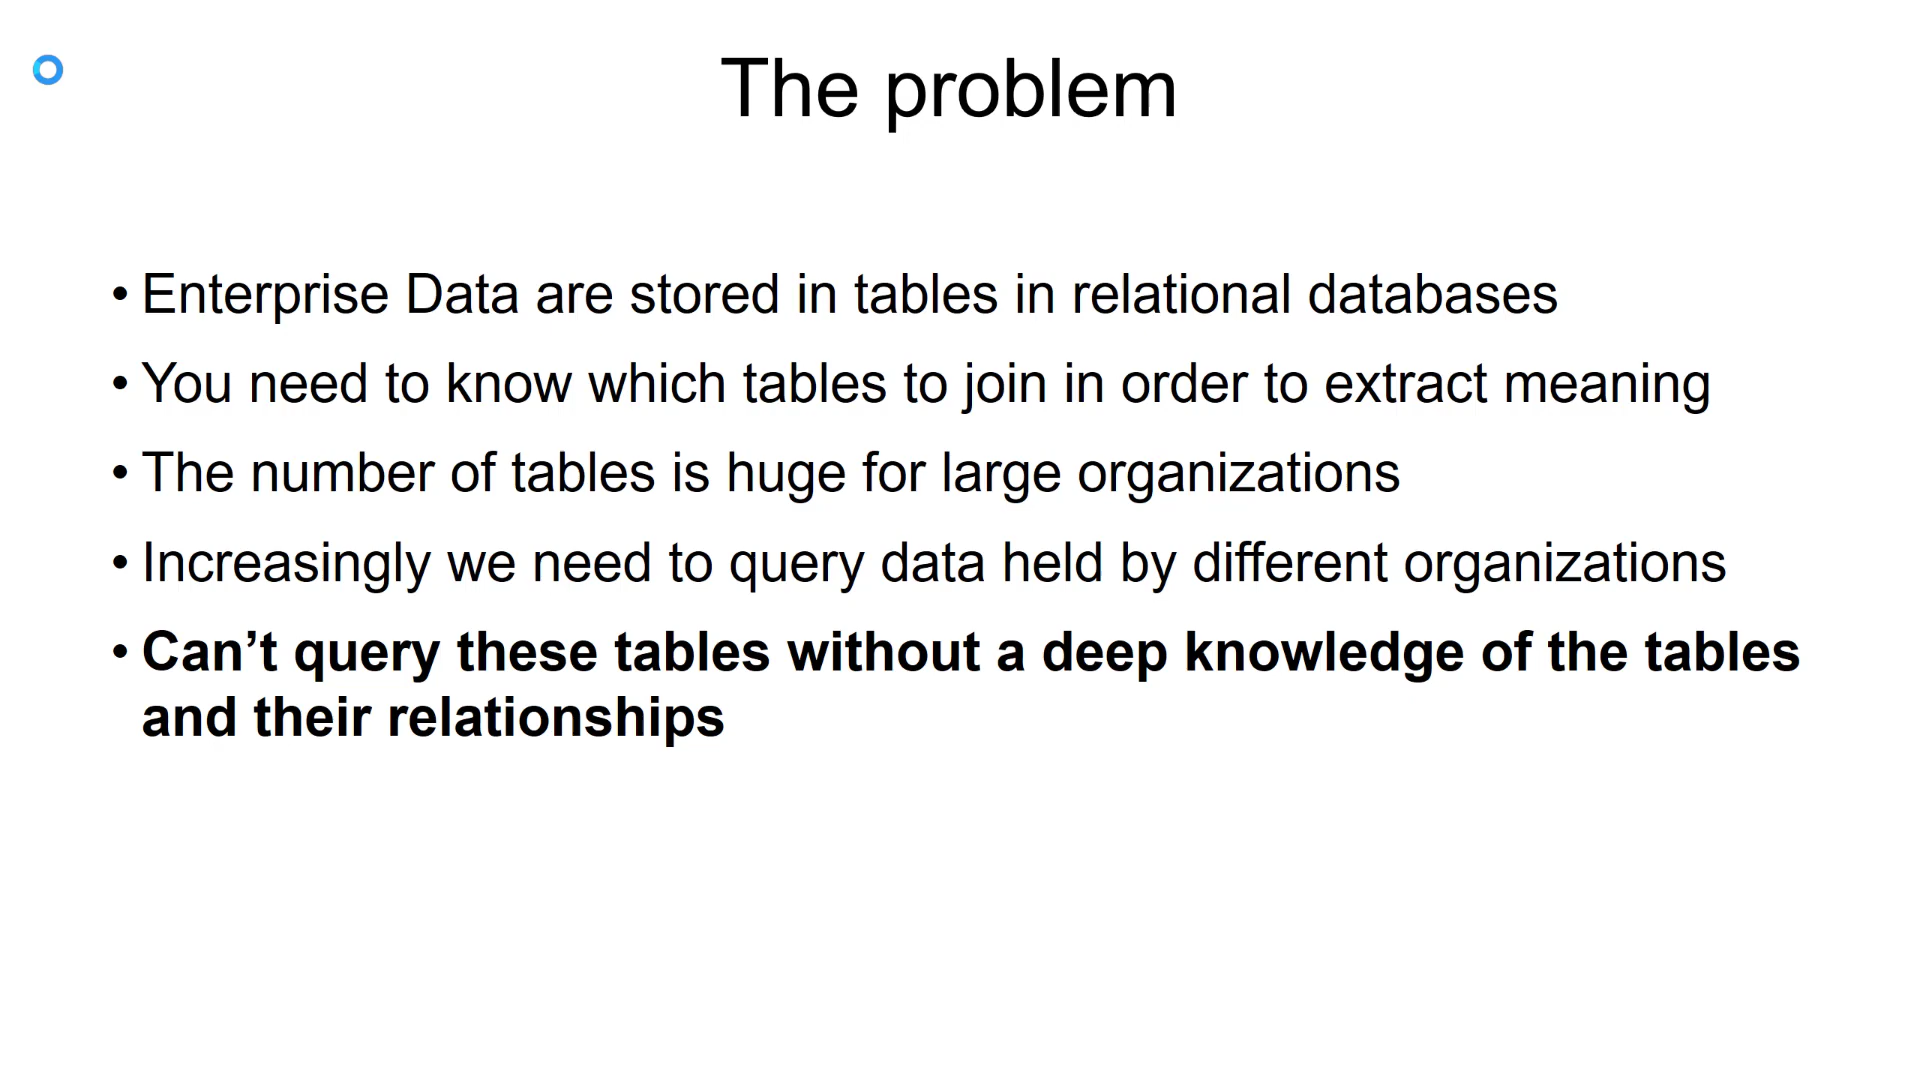 The problem
• Enterprise Data are stored in tables in relational databases
• You need to know which tables to join in order to extract meaning
• The number of tables is huge for large organizations
• Increasingly we need to query data held by different organizations
• Can’t query these tables without a deep knowledge of the tables
and their relationships